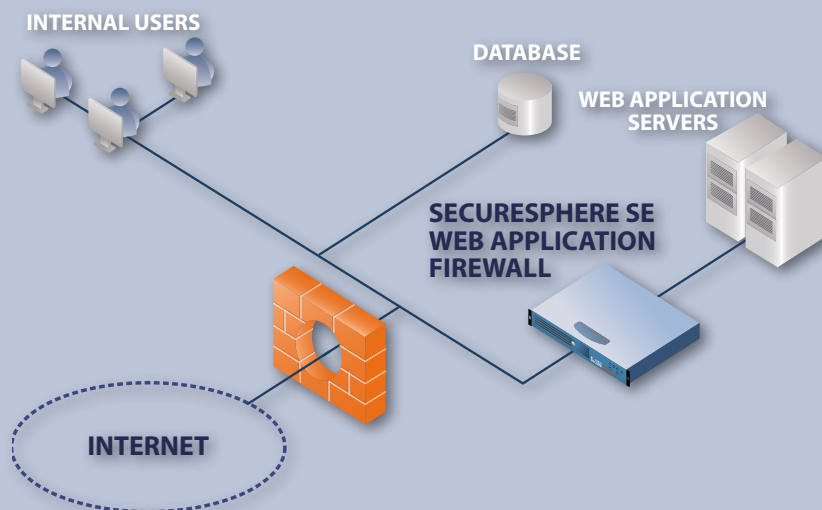 INTERNAL USERS
DATABASE
WEB APPLICATION
SERVERS
SECURESPHERE SE
WEB APPLICATION
FIREWALL
INTERNET